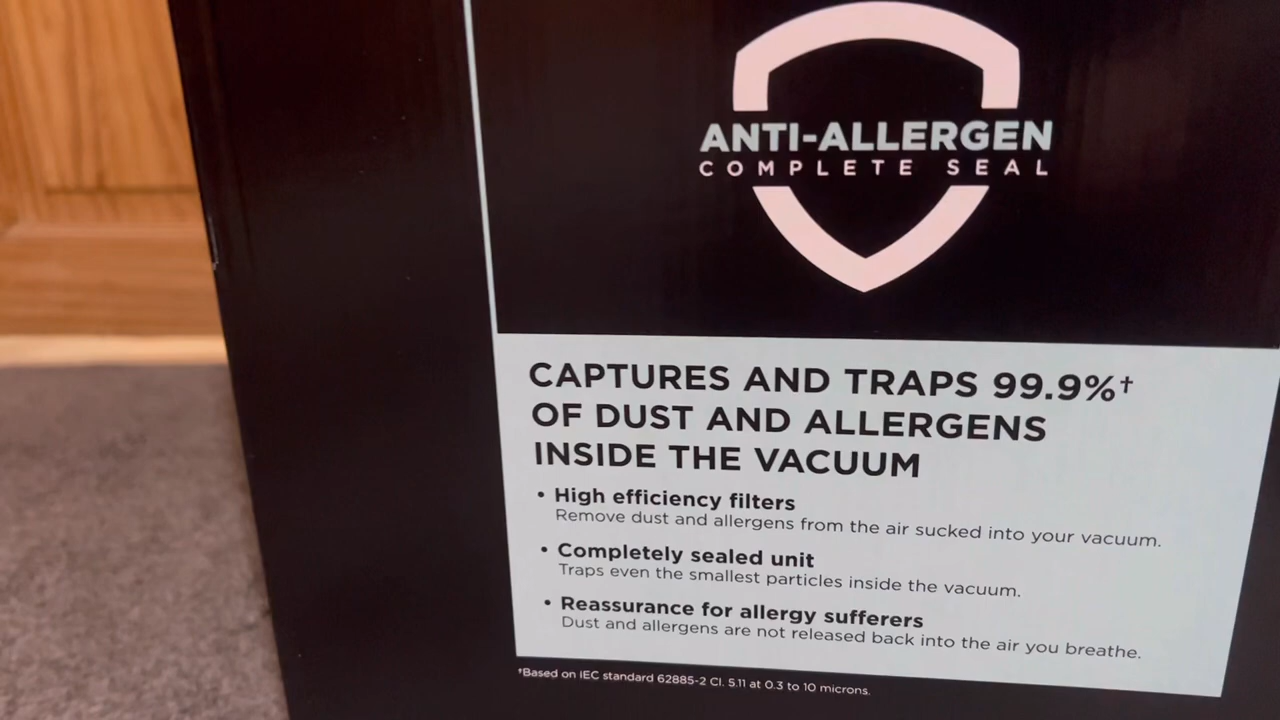 ANTI-ALLERGEN
COMPLETE SEAL
CAPTURES AND TRAPS 99.9%†
OF DUST AND ALLERGENS
INSIDE THE VACUUM
• High efficiency filters
Remove dust and allergens from the air sucked into your vacuum.
• Completely sealed unit
Traps even the smallest particles inside the vacuum.
• Reassurance for allergy sufferers
Dust and allergens are not released back into the air you breathe.
†Based on IEC standard 62885-2 Cl. 5.11 at 0.3 to 10 microns.